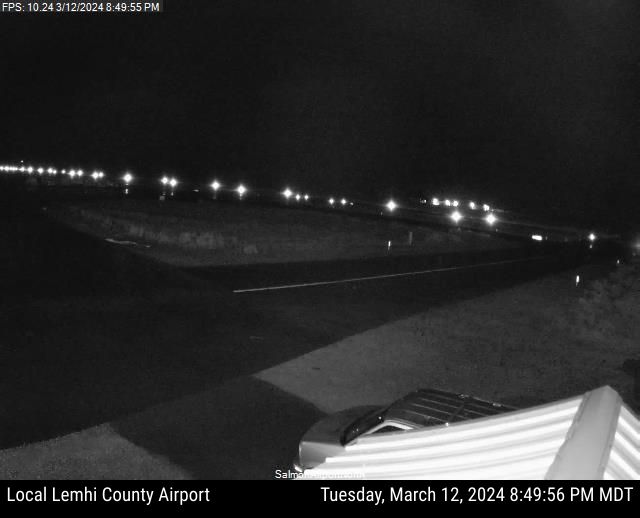 FPS: 10.24 3/12/2024 8:49:55 PM
Local Lemhi County Airport
Tuesday, March 12, 2024 8:49:56 PM MDT